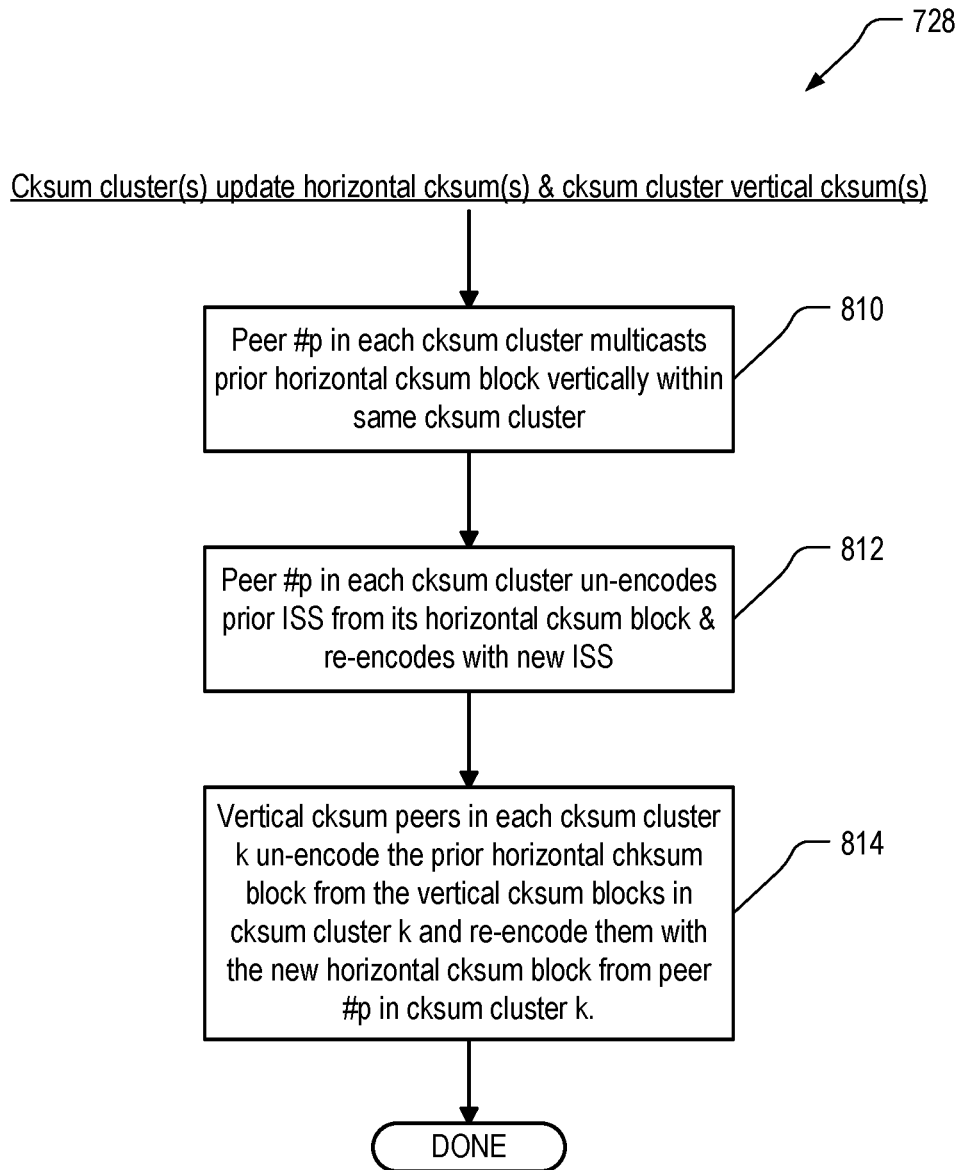 728
Cksum cluster(s) update horizontal cksum(s) & cksum cluster vertical cksum(s)
810
Peer #p in each cksum cluster multicasts
prior horizontal cksum block vertically within
same cksum cluster
812
Peer #p in each cksum cluster un-encodes
prior ISS from its horizontal cksum block &
re-encodes with new ISS
814
Vertical cksum peers in each cksum cluster
k un-encode the prior horizontal chksum
block from the vertical cksum blocks in
cksum cluster k and re-encode them with
the new horizontal cksum block from peer
#p in cksum cluster k.
DONE